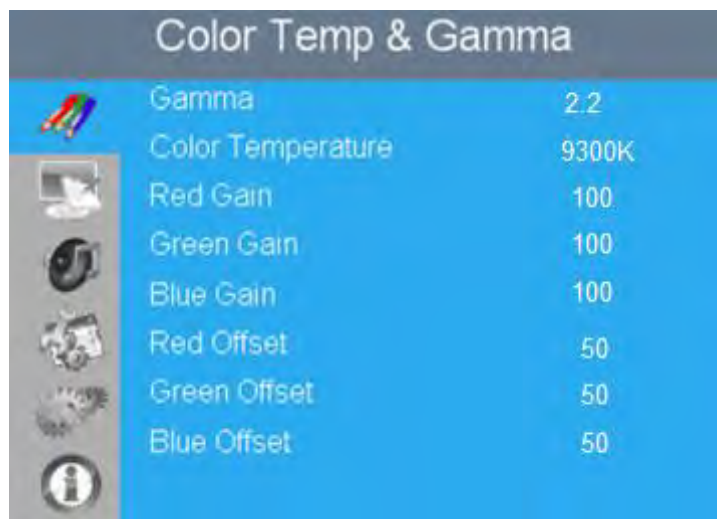 Color Temp & Gamma
Gamma 2.2
Color Temperature 9300K
Red Gain 100
Green Gain 100
Blue Gain 100
Red Offset 50
Green Offset 50
Blue Offset 50